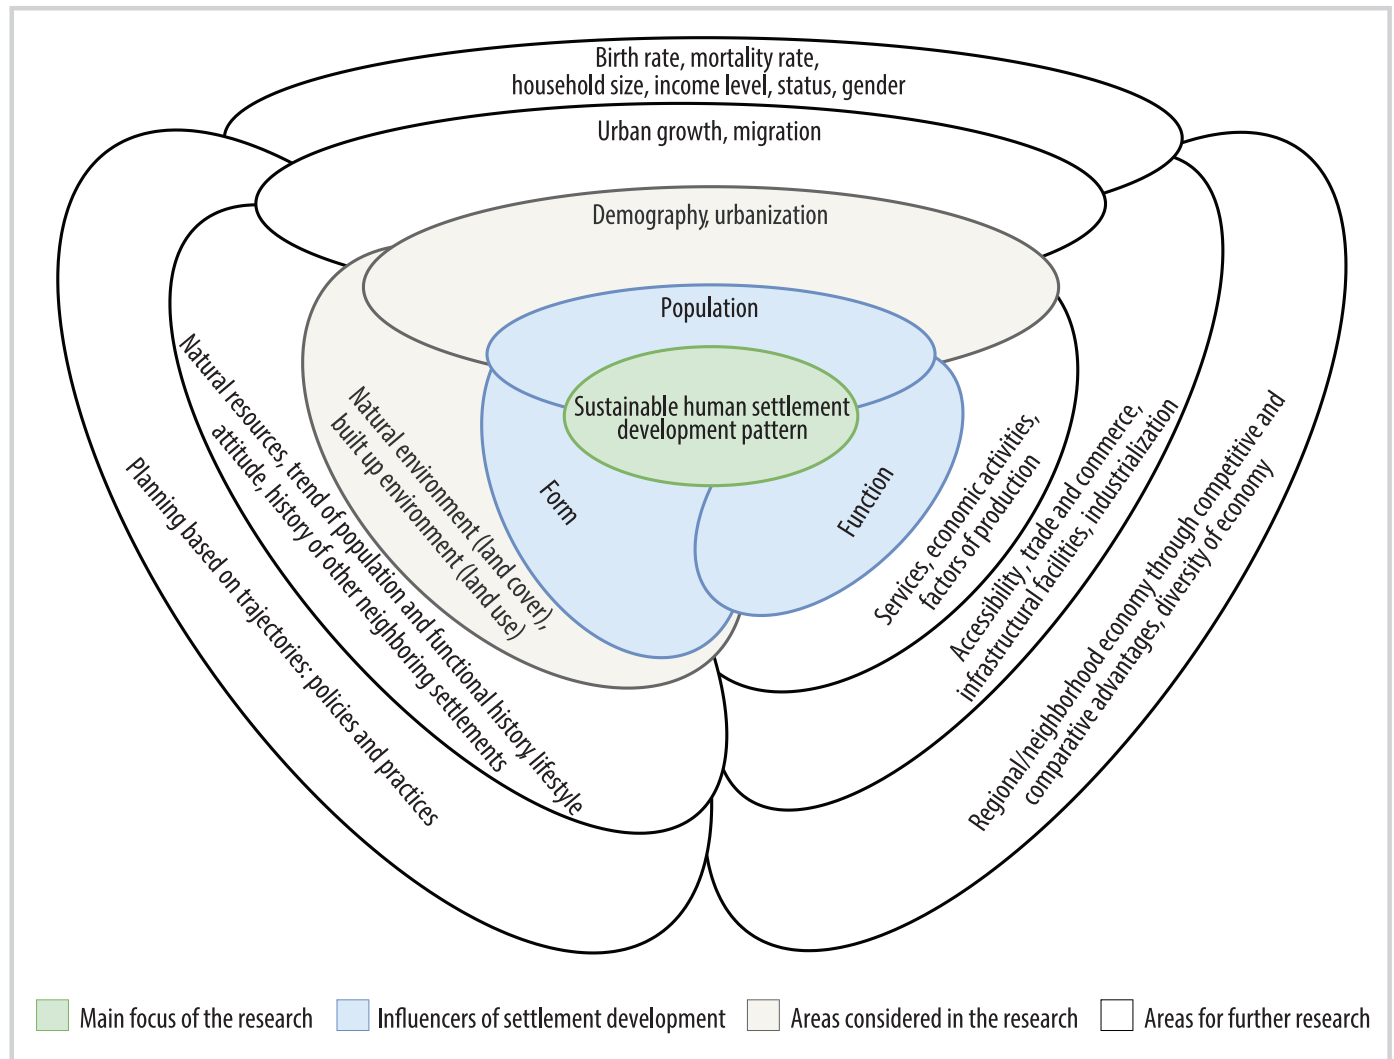 Birth rate, mortality rate,
household size, income level, status, gender
Urban growth, migration
Demography, urbanization
Population
Sustainable human settlement
development pattern
Form
Function
Natural environment (land cover),
built up environment (land use)
Natural resources, trend of population and functional history, lifestyle
attitude, history of other neighboring settlements
Planning based on trajectories: policies and practices
Services, economic activities,
factors of production
Accessibility, trade and commerce,
infrastructural facilities, industrialization
Regional/neighborhood economy through competitive and
comparative advantages, diversity of economy
Main focus of the research
Influencers of settlement development
Areas considered in the research
Areas for further research